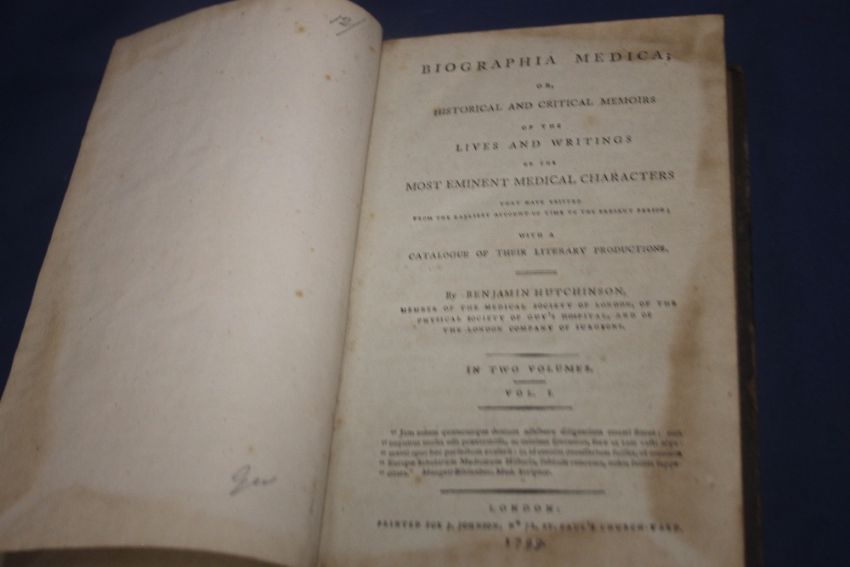 12/
BIOGRAPHIA MEDICA;
OR,
HISTORICAL AND CRITICAL MEMOIRS
OF THE
LIVES AND WRITINGS
OF THE
MOST EMINENT MEDICAL CHARACTERS
THAT HAVE EXISTED
FROM THE EARLIEST ACCOUNT OF TIME TO THE PRESENT PERIOD;
WITH A
CATALOGUE OF THEIR LITERARY PRODUCTIONS.
By BENJAMIN HUTCHINSON,
MEMBER OF THE MEDICAL SOCIETY OF LONDON, OF THE
PHYSICAL SOCIETY OF GUY'S HOSPITAL, AND OF
THE LONDON COMPANY OF SURGEONS.
IN TWO VOLUMES.
VOL. I.
LONDON:
PRINTED FOR J. JOHNSON, Nº 72, ST. PAUL'S CHURCH-YARD.